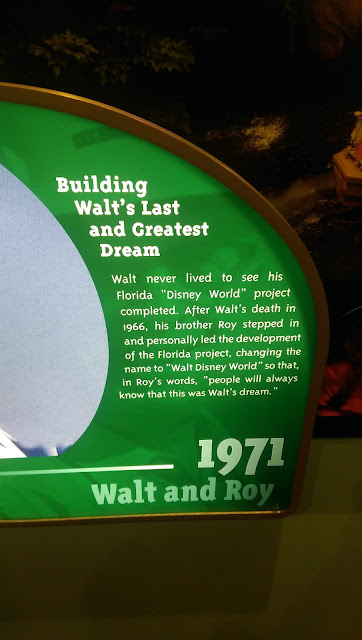 Building
Walt's Last
and Greatest
Dream
Walt never lived to see his
Florida "Disney World" project
completed. After Walt's death in
1966, his brother Roy stepped in
and personally led the development
of the Florida project, changing the
name to "Walt Disney World" so that,
in Roy's words, "people will always
know that this was Walt's dream."
1971
Walt and Roy